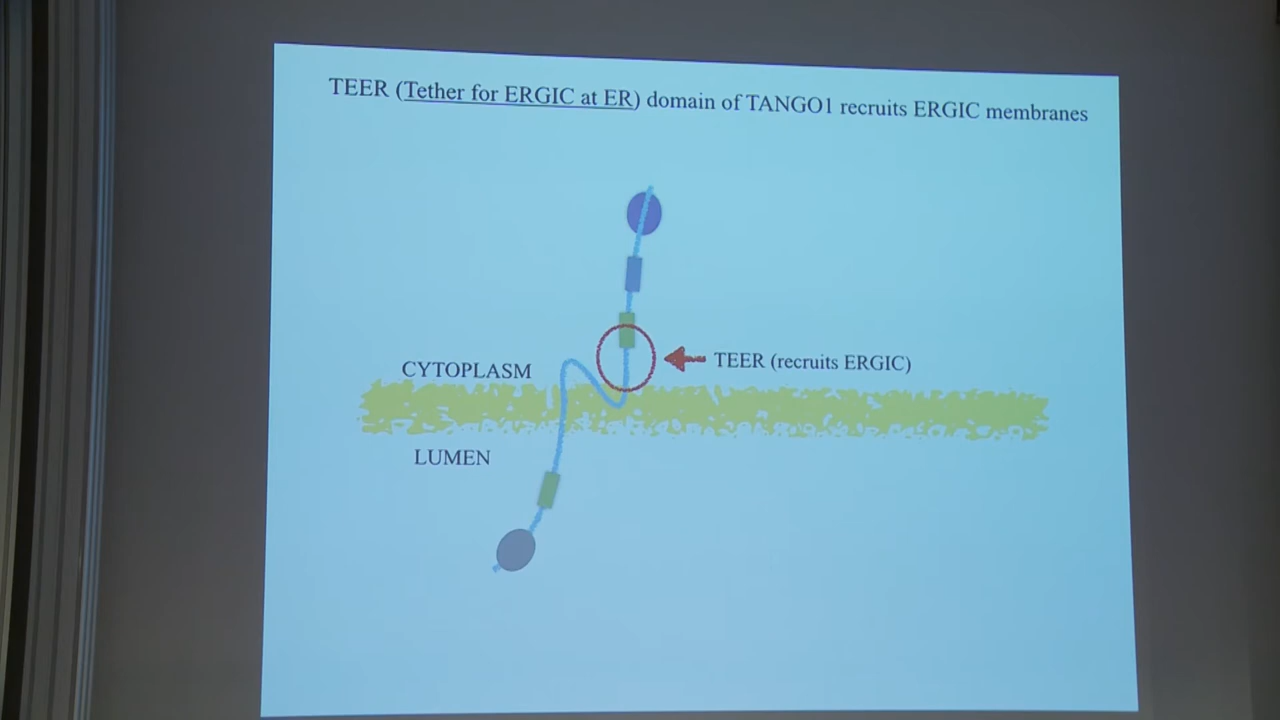 TEER (Tether for ERGIC at ER) domain of TANGO1 recruits ERGIC membranes
TEER (recruits ERGIC)
CYTOPLASM
LUMEN